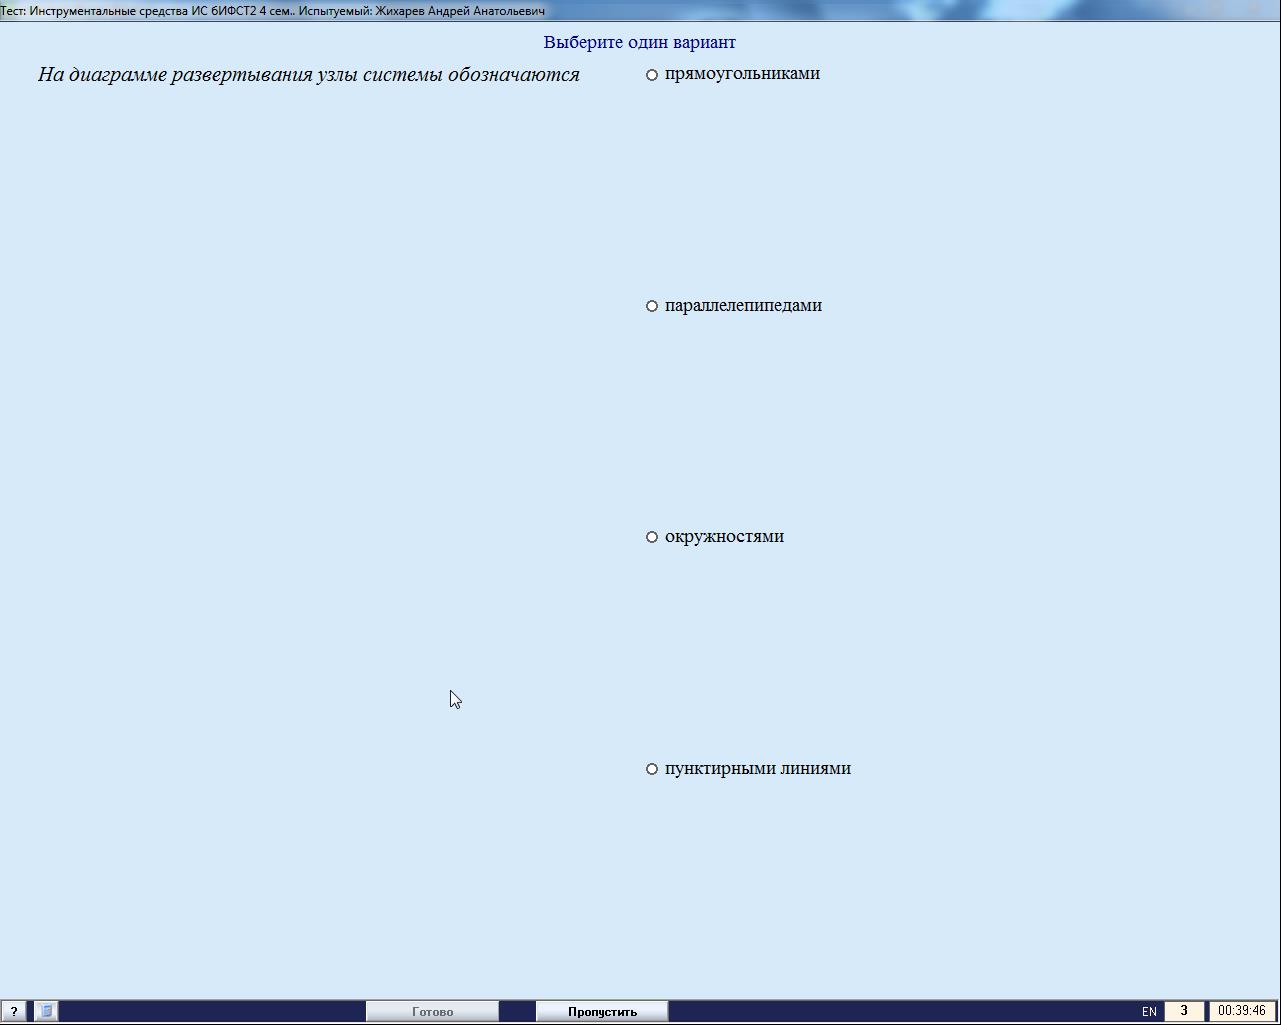 Тест: Инструментальные средства ИС бИФСТ2 4 сем.. Испытуемый: Жихарев Андрей Анатольевич
Выберите один вариант
На диаграмме развертывания узлы системы обозначаются
прямоугольниками
параллелепипедами
окружностями
пунктирными линиями
? Готово Пропустить EN 3 00:39:46